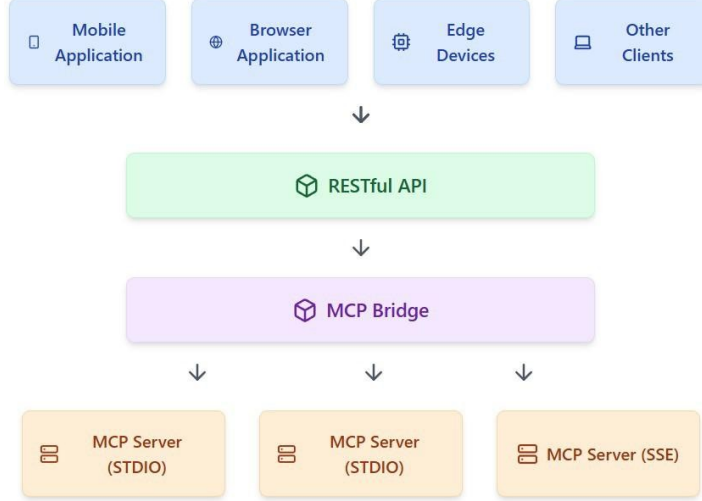 Mobile
Application
Browser
Application
Edge
Devices
Other
Clients
RESTful API
MCP Bridge
MCP Server
(STDIO)
MCP Server
(STDIO)
MCP Server (SSE)